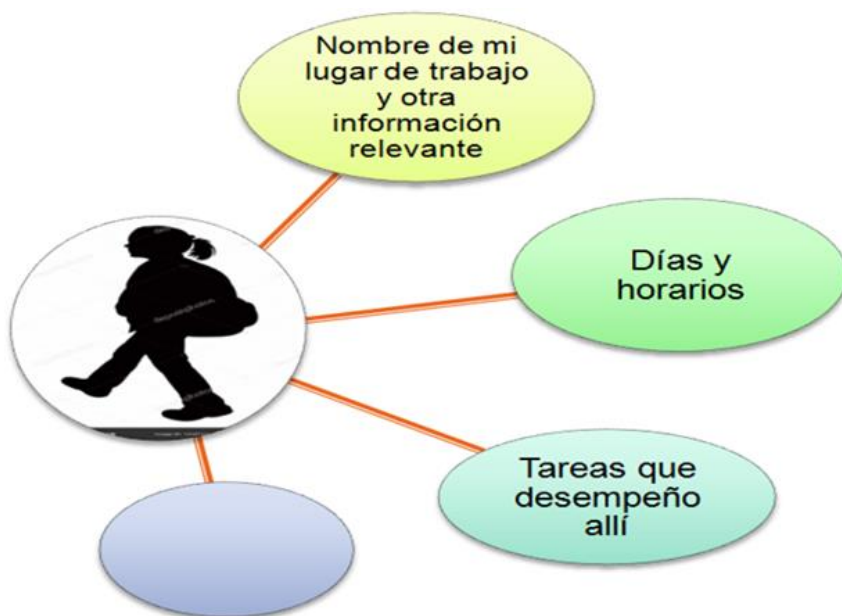 Nombre de mi
lugar de trabajo
y otra
información
relevante
Días y
horarios
Tareas que
desempeño
allí